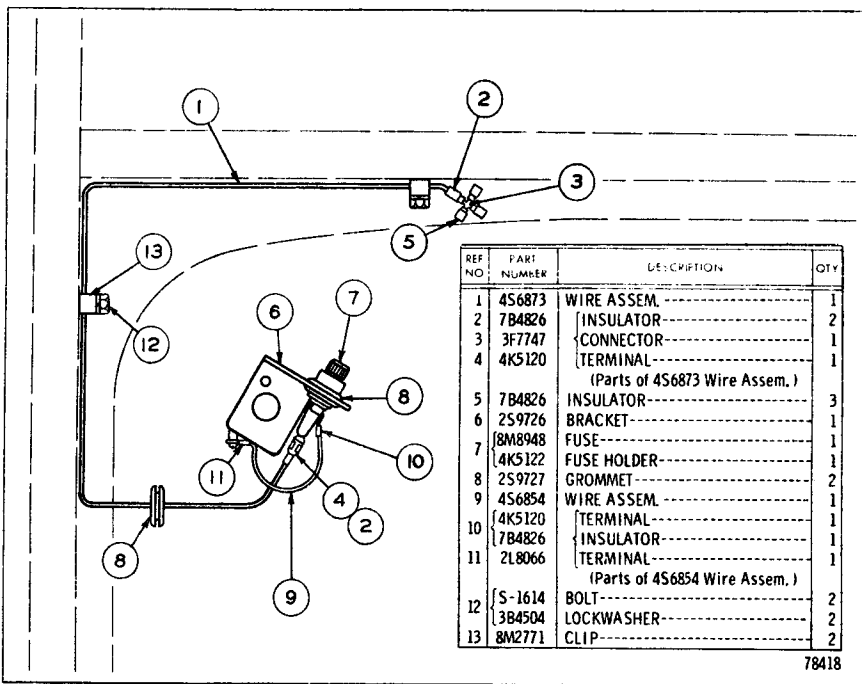 1
2
3
5
13
12
6
7
8
11
10
4
2
8
9
REF NO PART NUMBER DESCRIPTION QTY
1 4S6873 WIRE ASSEM. 1
2 7B4826 INSULATOR 2
3 3F7747 CONNECTOR 1
4 4K5120 TERMINAL 1
(Parts of 4S6873 Wire Assem.)
5 7B4826 INSULATOR 3
6 2S9726 BRACKET 1
7 8M8948 FUSE 1
4K5122 FUSE HOLDER 1
8 2S9727 GROMMET 2
9 4S6854 WIRE ASSEM. 1
10 4K5120 TERMINAL 1
7B4826 INSULATOR 1
11 2L8066 TERMINAL 1
(Parts of 4S6854 Wire Assem.)
12 S-1614 BOLT 2
3B4504 LOCKWASHER 2
13 8M2771 CLIP 2
78418